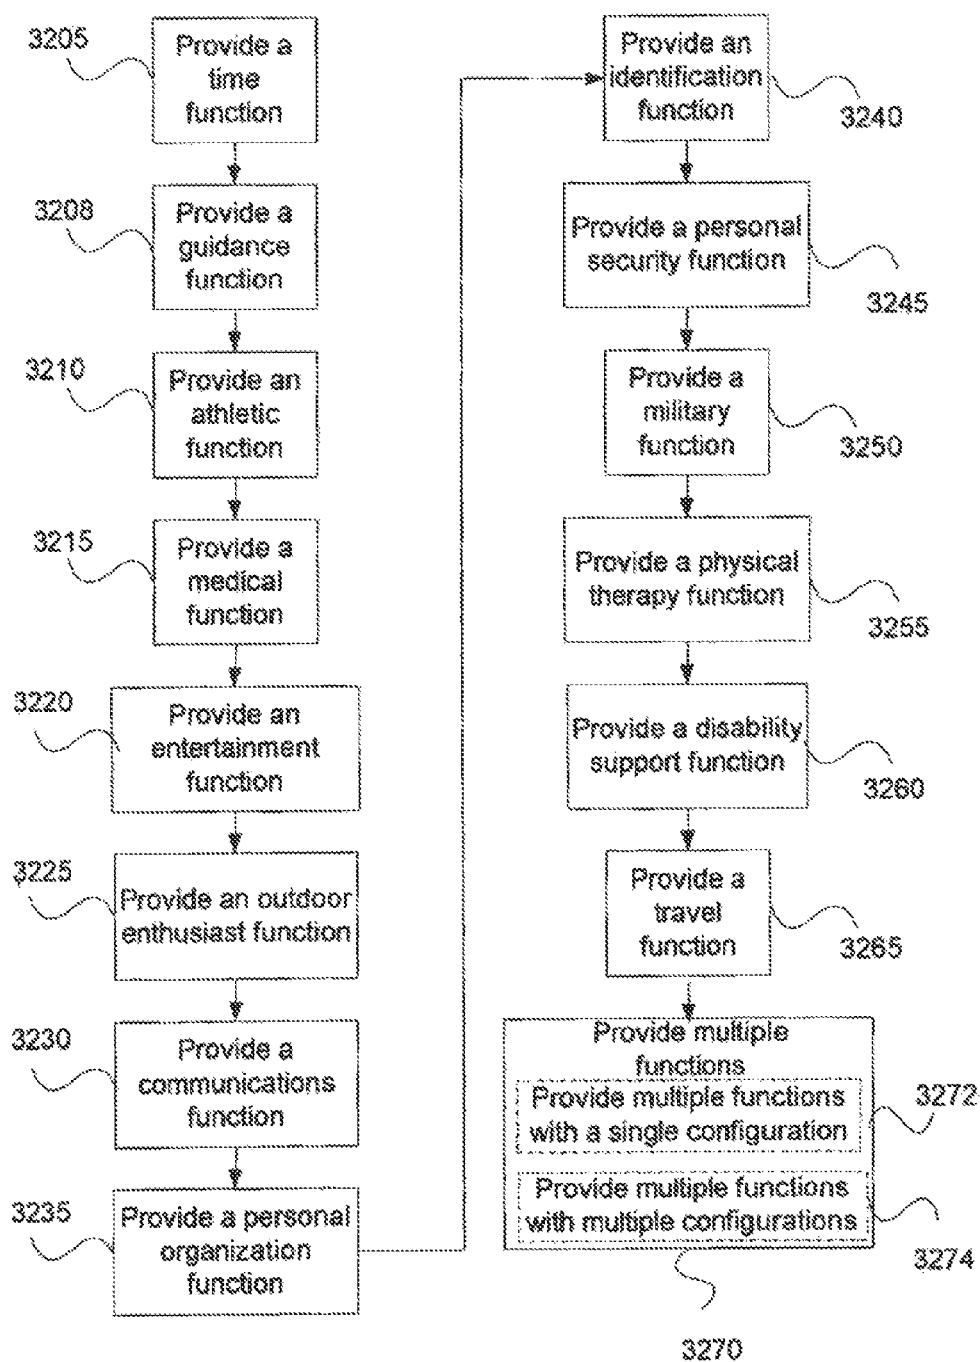 3205
Provide a
time
function
3208
Provide a
guidance
function
3210
Provide an
athletic
function
3215
Provide a
medical
function
3220
Provide an
entertainment
function
3225
Provide an outdoor
enthusiast function
3230
Provide a
communications
function
3235
Provide a personal
organization
function
Provide an
identification
function
3240
Provide a personal
security function
3245
Provide a
military
function
3250
Provide a physical
therapy function
3255
Provide a disability
support function
3260
Provide a
travel
function
3265
Provide multiple
functions
Provide multiple functions
with a single configuration
3272
Provide multiple functions
with multiple configurations
3274
3270